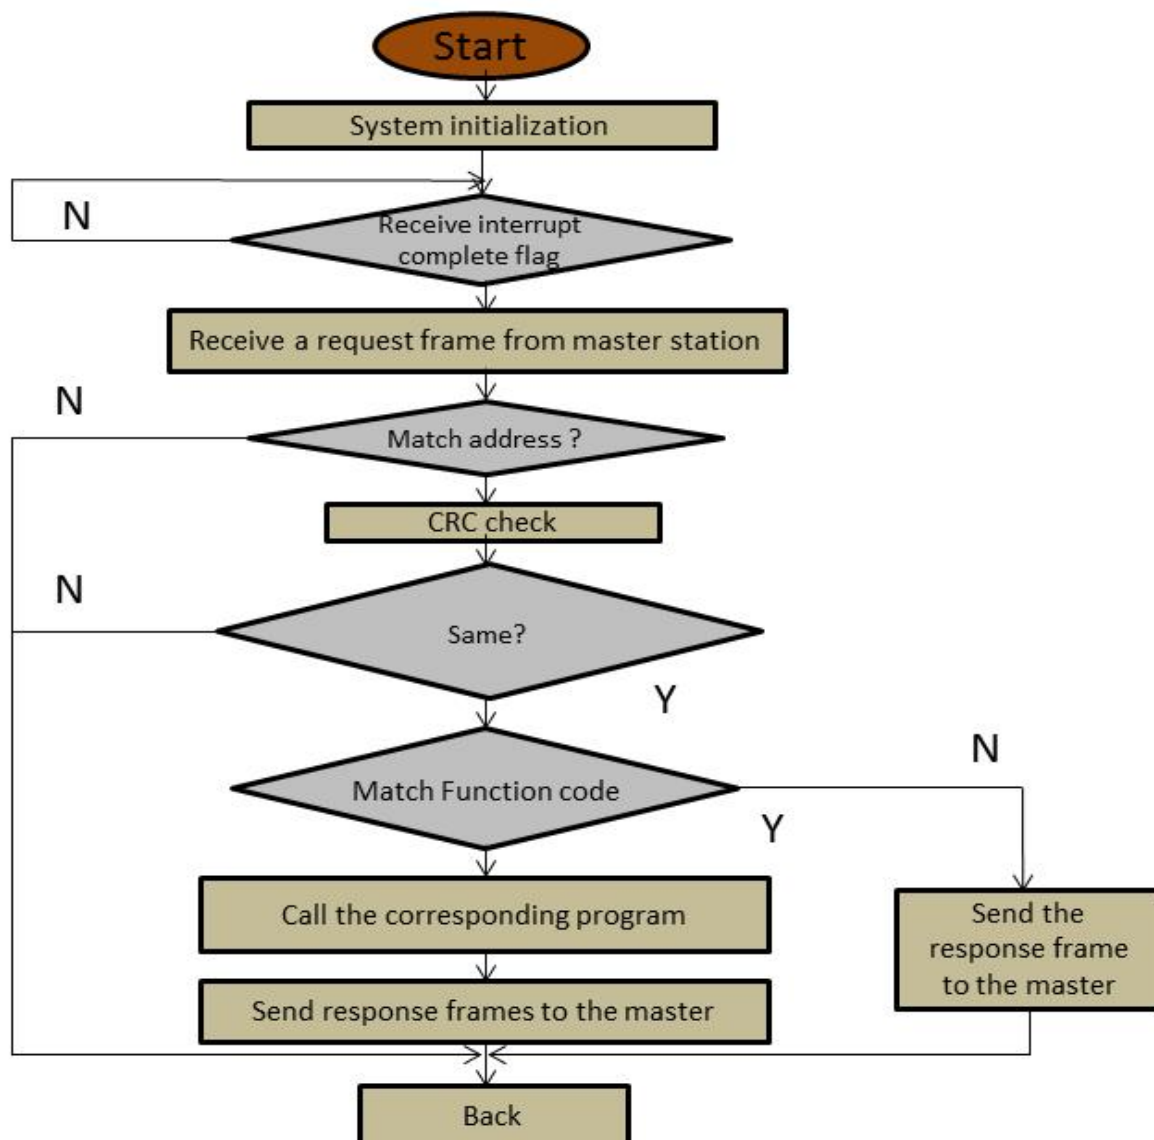 Start
System initialization
N
Receive interrupt
complete flag
Receive a request frame from master station
N
Match address ?
CRC check
N
Same?
Y
N
Match Function code
Y
Call the corresponding program
Send the
response frame
to the master
Send response frames to the master
Back